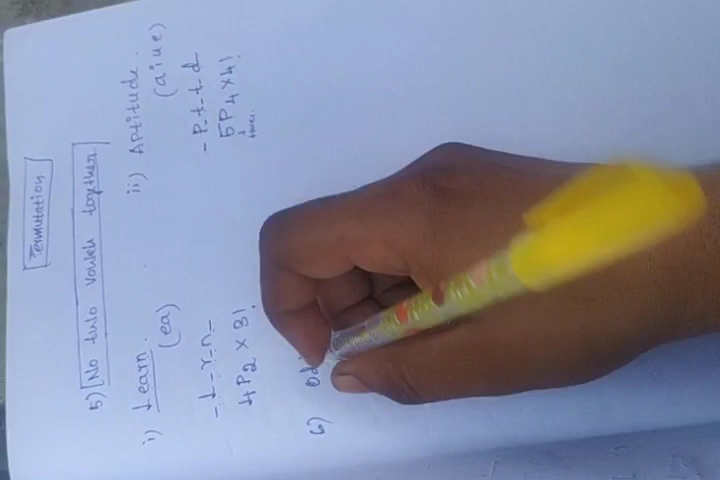 Permutation
5) No two vowels together
i) Learn.
(ea)
- L - r - n -
4P2 x 3!
ii) Aptitude.
(a i u e)
- P - t - t - d
5P4 x 4!
6)